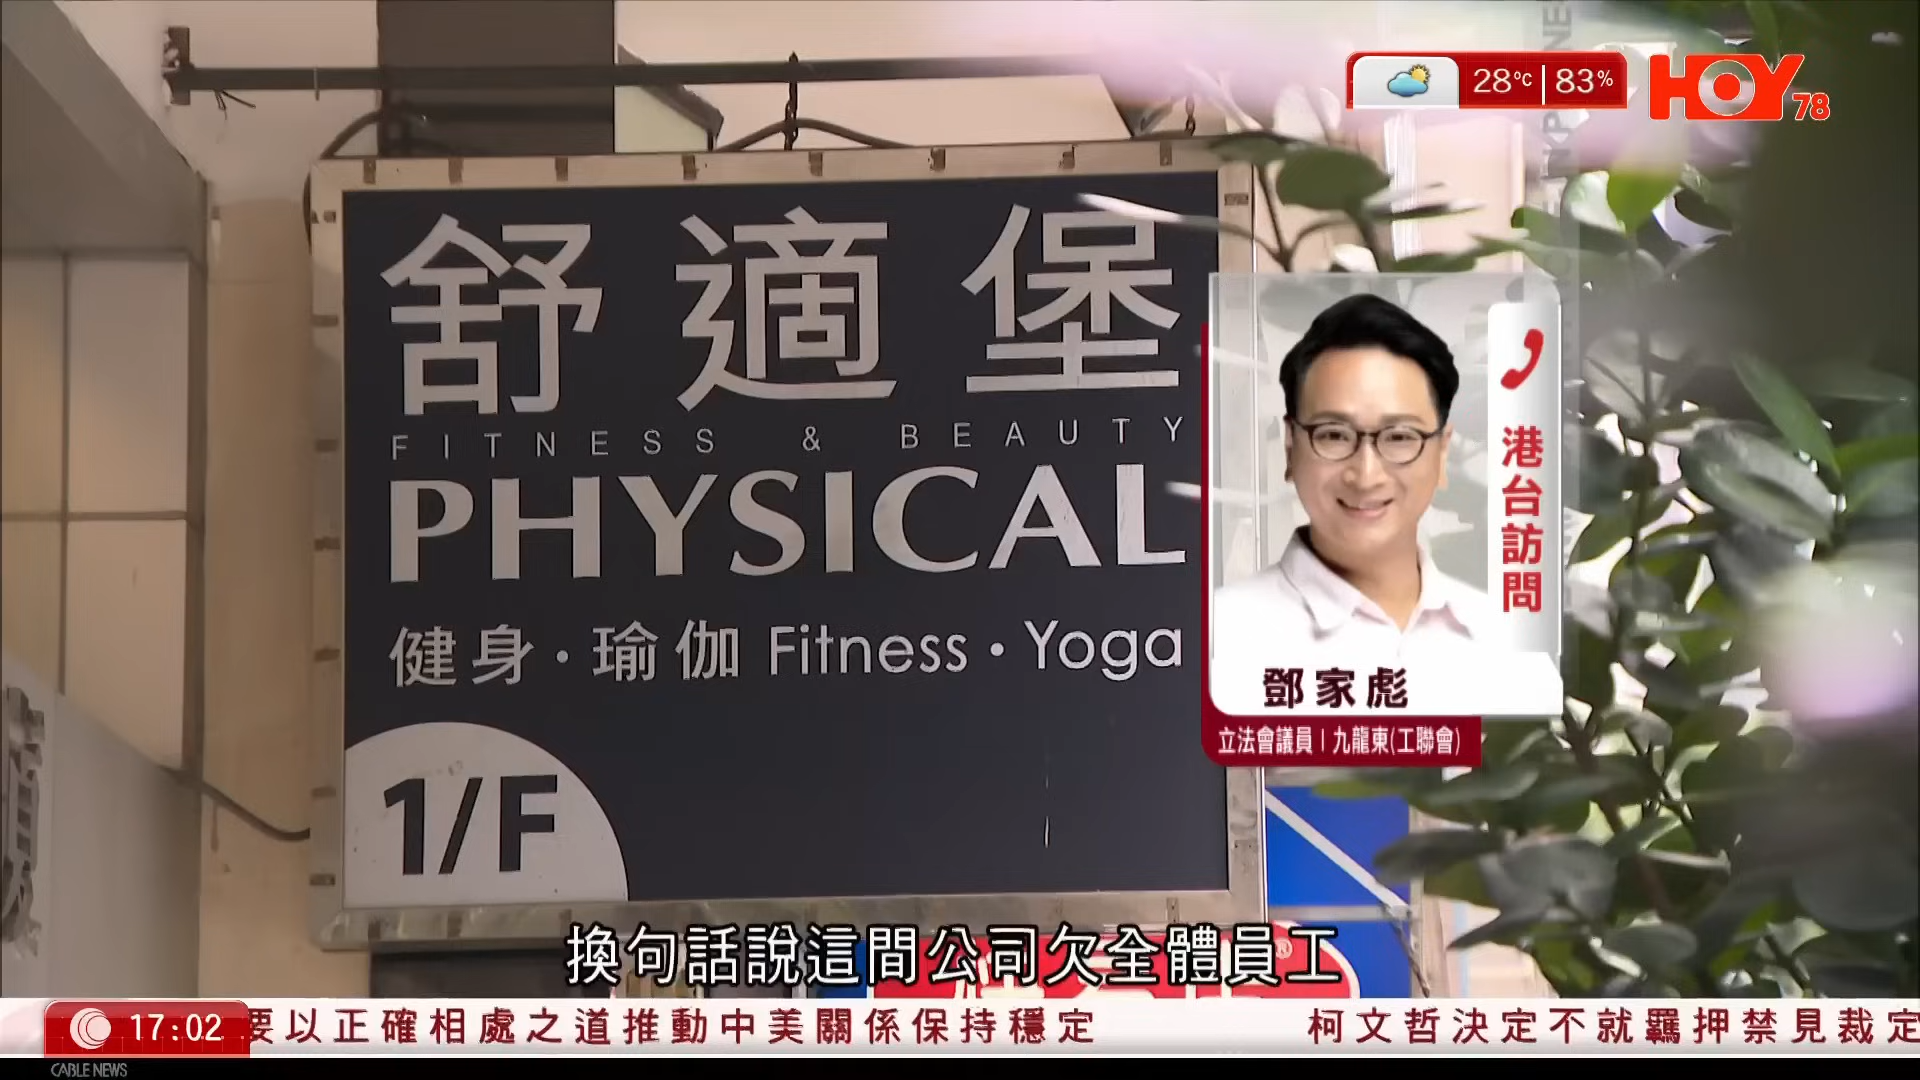 28°C | 83%
HOY 78
舒適堡
FITNESS & BEAUTY
PHYSICAL
健身·瑜伽 Fitness·Yoga
1/F
港台訪問
鄧家彪
立法會議員 | 九龍東(工聯會)
換句話說這間公司欠全體員工
17:02
要以正確相處之道推動中美關係保持穩定
柯文哲決定不就羈押禁見裁定
CABLE NEWS